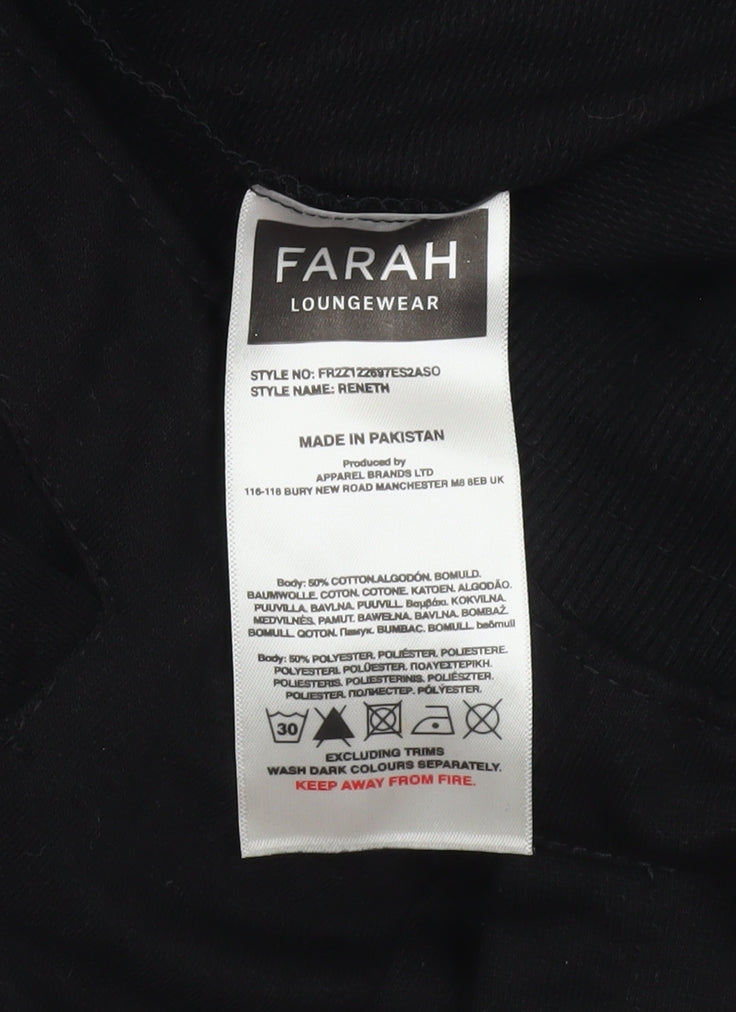 FARAH
LOUNGEWEAR
STYLE NO: FR2Z122697ES2ASO
STYLE NAME: RENETH
MADE IN PAKISTAN
Produced by
APPAREL BRANDS LTD
116-118 BURY NEW ROAD MANCHESTER M8 8EB UK
Body: 50% COTTON.ALGODÓN. BOMULD.
BAUMWOLLE. COTON. COTONE. KATOEN. ALGODÃO.
PUUVILLA. BAVLNA. PUUVILL. Βαμβάκι. KOKVILNA.
MEDVILNĖS. PAMUT. BAWEŁNA. BAVLNA. BOMBAŽ.
BOMULL. QOTON. Памук. BUMBAC. BOMULL. bedmull
Body: 50% POLYESTER. POLIÉSTER. POLIESTERE.
POLYESTERI. POLÜESTER. ΠΟΛΥΕΣΤΕΡΙΚΗ.
POLIESTERIS. POLIESTERINIS. POLIÉSZTER.
POLIESTER. ПОЛИЕСТЕР. PÓLÝESTER.
30
EXCLUDING TRIMS
WASH DARK COLOURS SEPARATELY.
KEEP AWAY FROM FIRE.